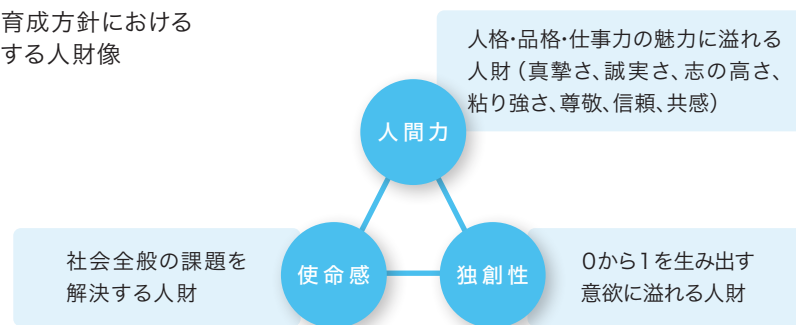 育成方針における
する人財像
人格・品格・仕事力の魅力に溢れる
人財（真摯さ、誠実さ、志の高さ、
粘り強さ、尊敬、信頼、共感）
人間力
社会全般の課題を
解決する人財
使命感
独創性
0から1を生み出す
意欲に溢れる人財